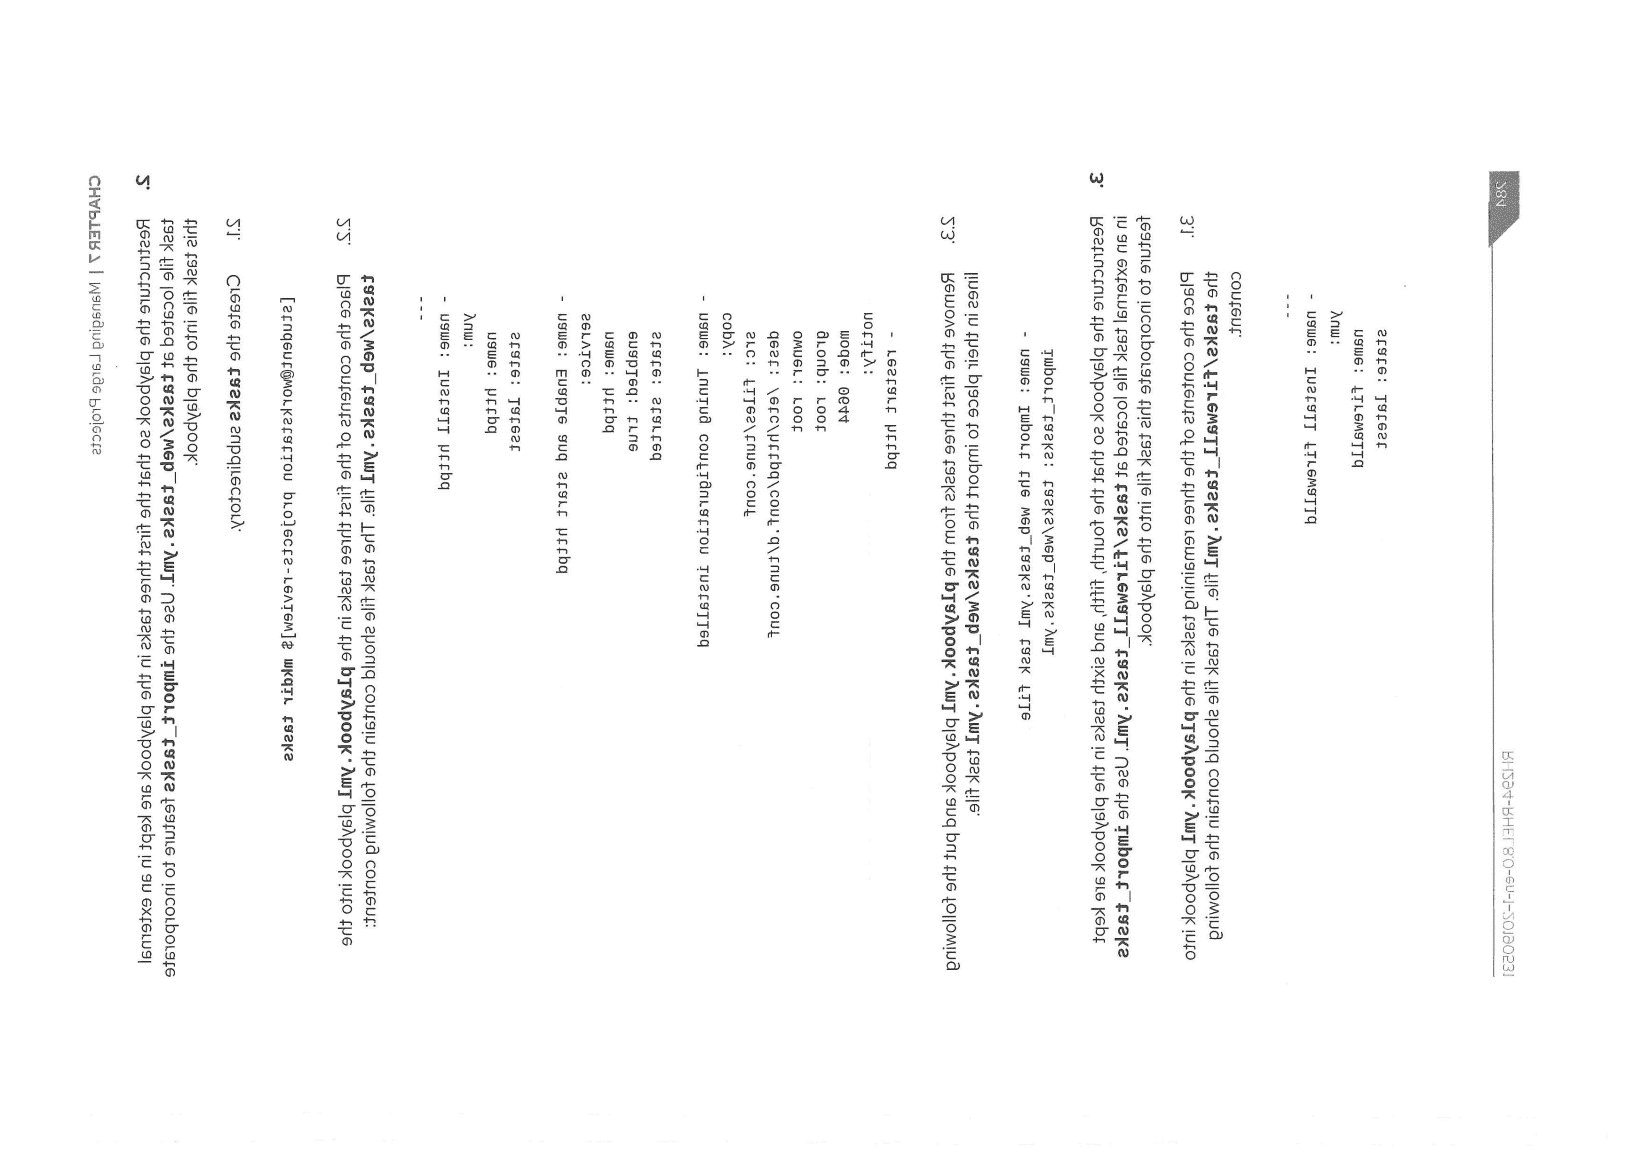 CHAPTER 7 | Managing Large Projects
2. Restructure the playbook so that the first three tasks in the playbook are kept in an external
task file located at tasks/web_tasks.yml. Use the import_tasks feature to incorporate
this task file into the playbook.
2.1. Create the tasks subdirectory.
[student@workstation projects-review]$ mkdir tasks
2.2. Place the contents of the first three tasks in the playbook.yml playbook into the
tasks/web_tasks.yml file. The task file should contain the following content:
---
- name: Install httpd
yum:
name: httpd
state: latest
- name: Enable and start httpd
service:
name: httpd
enabled: true
state: started
- name: Tuning configuration installed
copy:
src: files/tune.conf
dest: /etc/httpd/conf.d/tune.conf
owner: root
group: root
mode: 0644
notify:
- restart httpd
2.3. Remove the first three tasks from the playbook.yml playbook and put the following
lines in their place to import the tasks/web_tasks.yml task file.
- name: Import the web_tasks.yml task file
import_tasks: tasks/web_tasks.yml
3. Restructure the playbook so that the fourth, fifth, and sixth tasks in the playbook are kept
in an external task file located at tasks/firewall_tasks.yml. Use the import_tasks
feature to incorporate this task file into the playbook.
3.1. Place the contents of the three remaining tasks in the playbook.yml playbook into
the tasks/firewall_tasks.yml file. The task file should contain the following
content.
---
- name: Install firewalld
yum:
name: firewalld
state: latest
284
RH294-RHEL8.0-en-1-20190531